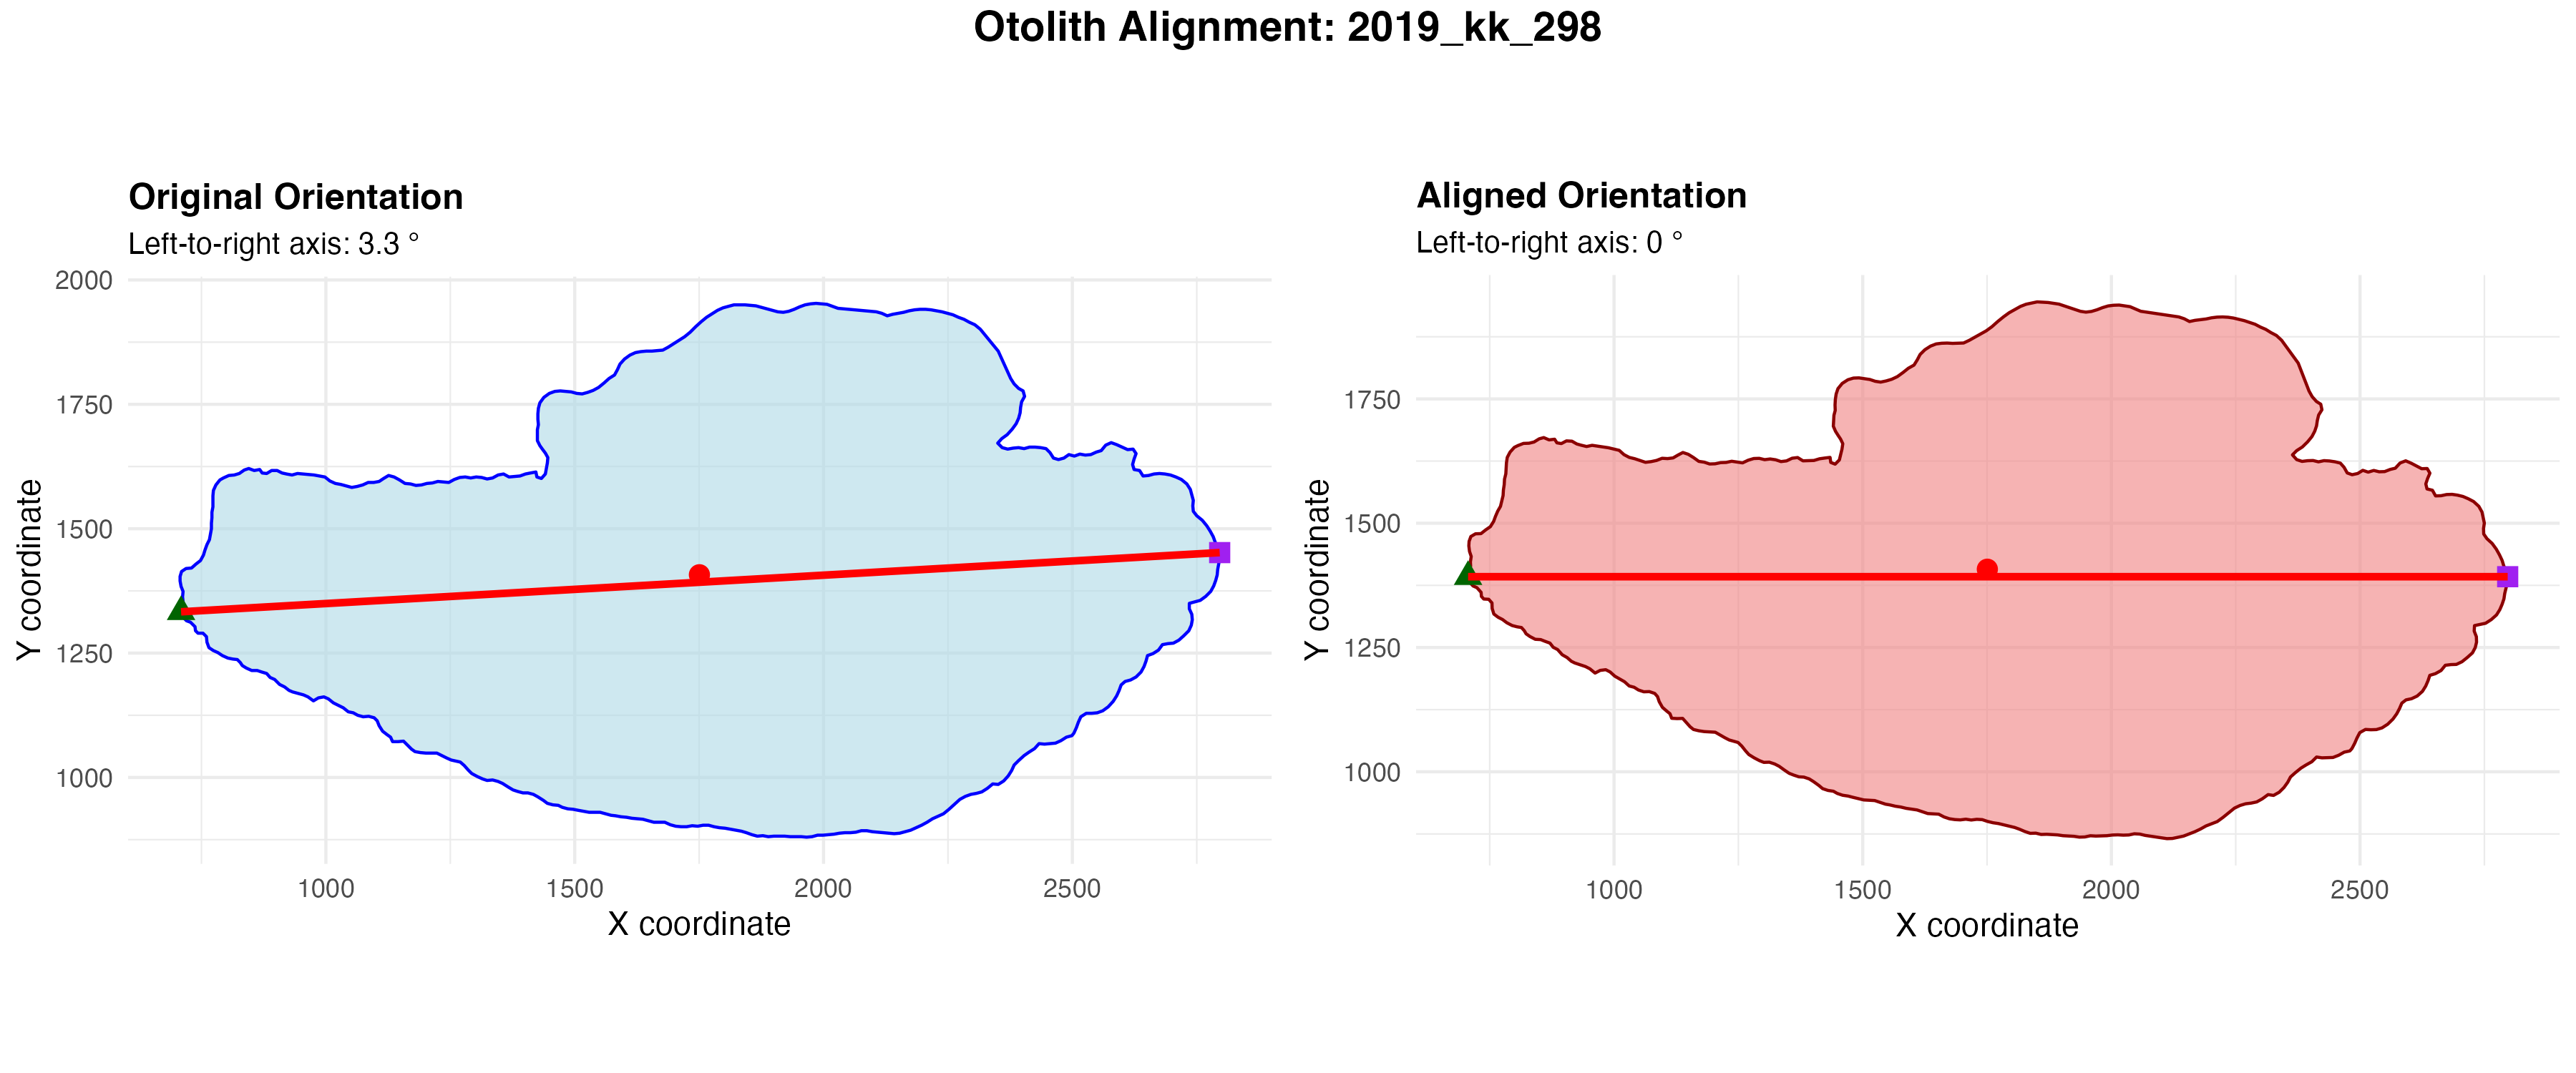 Otolith Alignment: 2019_kk_298
Original Orientation
Left-to-right axis: 3.3 °
2000
1750
1500
1250
1000
Y coordinate
1000 1500 2000 2500
X coordinate
Aligned Orientation
Left-to-right axis: 0 °
1750
1500
1250
1000
Y coordinate
1000 1500 2000 2500
X coordinate